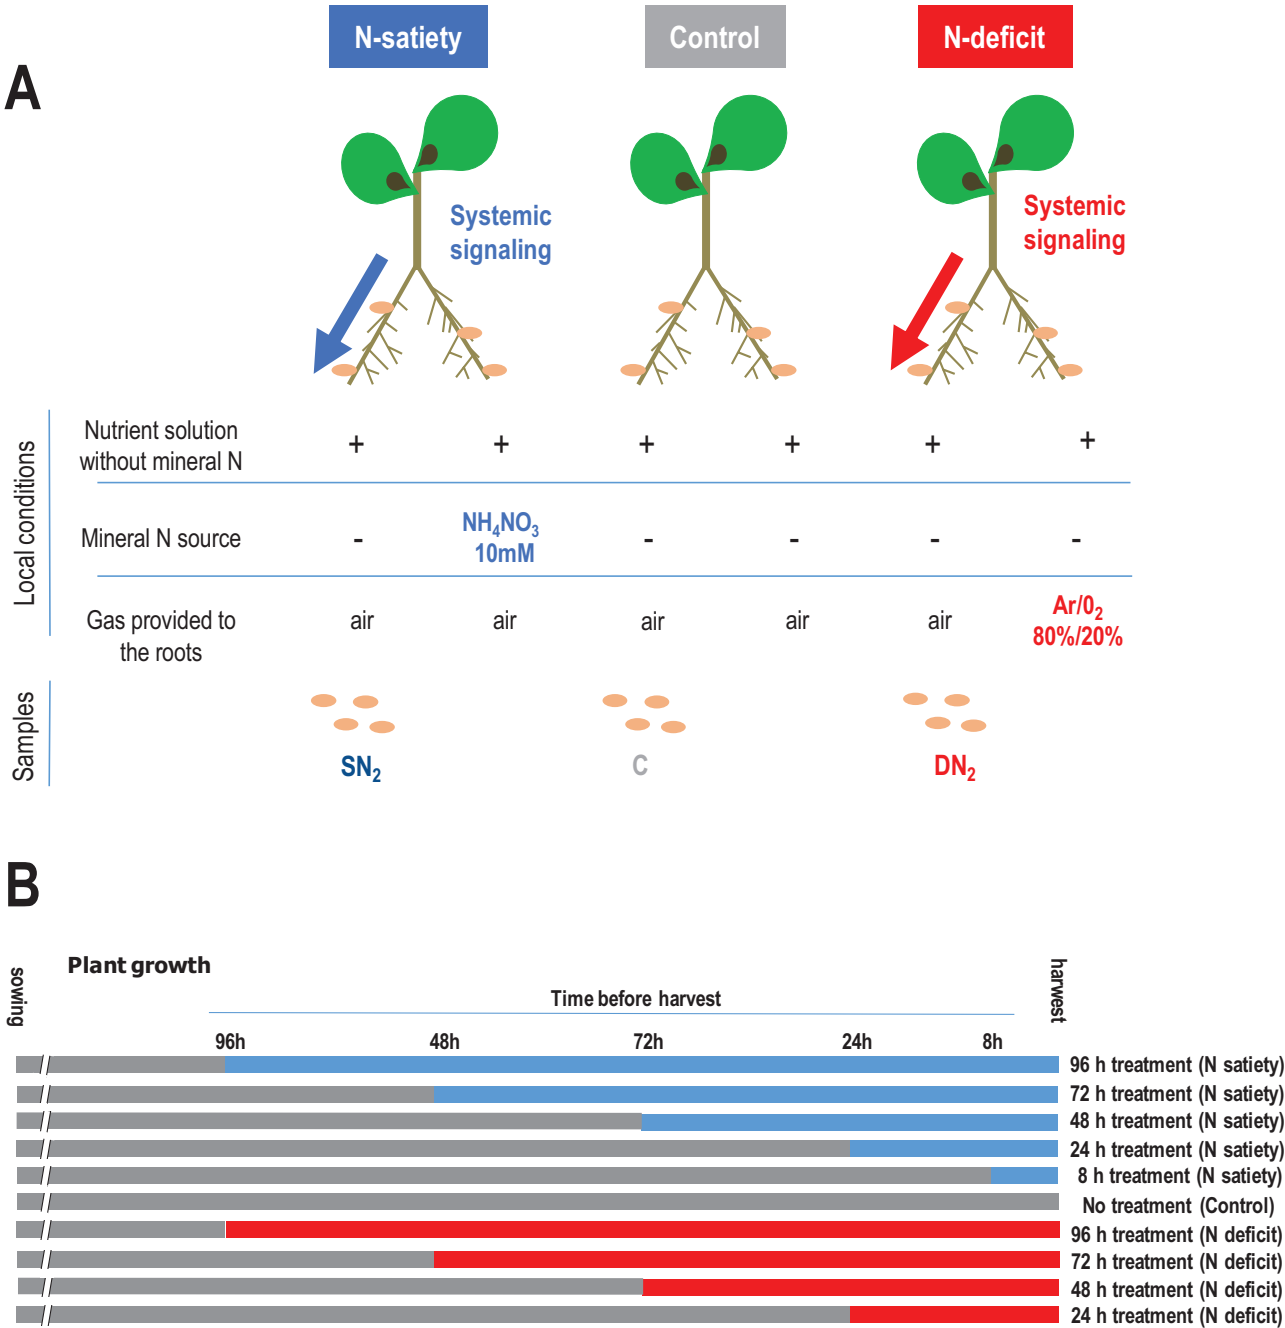 N-satiety
Control
N-deficit
A
Systemic
signaling
Systemic
signaling
Local conditions
Nutrient solution
without mineral N
+ + + + + +
Mineral N source
-
NH4NO3
10mM
- - - -
Gas provided to
the roots
air air air air air
Ar/02
80%/20%
Samples
SN2
C
DN2
B
sowing
Plant growth
harvest
Time before harvest
96h 48h 72h 24h 8h
96 h treatment (N satiety)
72 h treatment (N satiety)
48 h treatment (N satiety)
24 h treatment (N satiety)
8 h treatment (N satiety)
No treatment (Control)
96 h treatment (N deficit)
72 h treatment (N deficit)
48 h treatment (N deficit)
24 h treatment (N deficit)